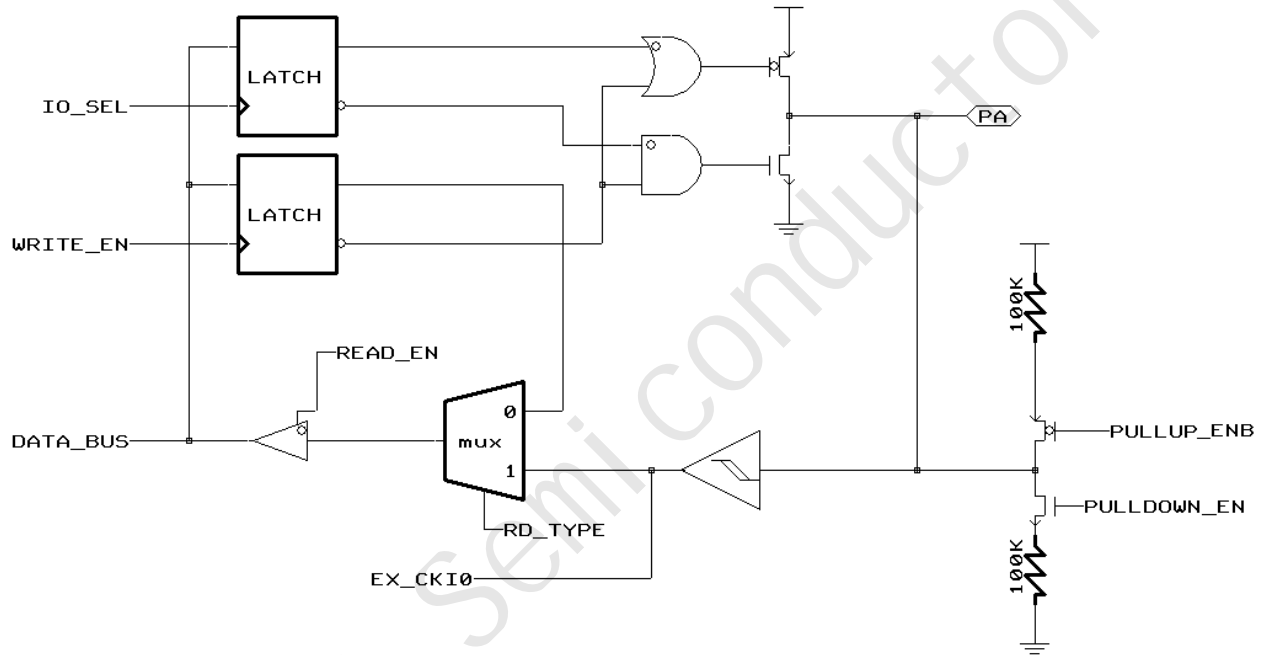 LATCH
IO_SEL
PA
LATCH
WRITE_EN
100K
READ_EN
0
mux
DATA_BUS
PULLUP_ENB
1
PULLDOWN_EN
RD_TYPE
100K
EX_CKI0
Semi conductor